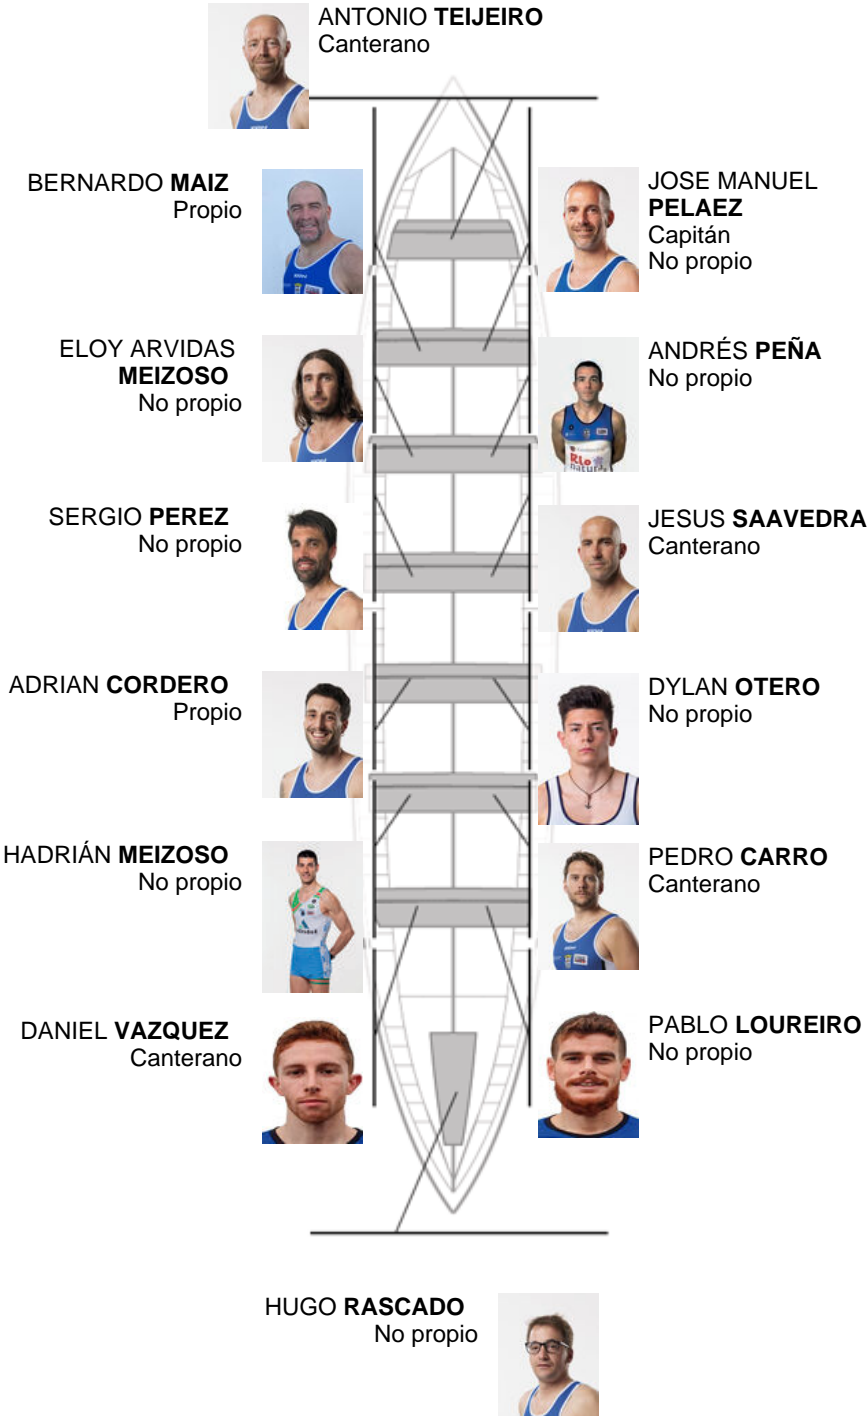 ANTONIO TEIJEIRO
Canterano
BERNARDO MAIZ
Propio
JOSE MANUEL
PELAEZ
Capitán
No propio
ELOY ARVIDAS
MEIZOSO
No propio
ANDRÉS PEÑA
No propio
Rio
natura
SERGIO PEREZ
No propio
JESUS SAAVEDRA
Canterano
ADRIAN CORDERO
Propio
DYLAN OTERO
No propio
HADRIÁN MEIZOSO
No propio
PEDRO CARRO
Canterano
DANIEL VAZQUEZ
Canterano
PABLO LOUREIRO
No propio
HUGO RASCADO
No propio